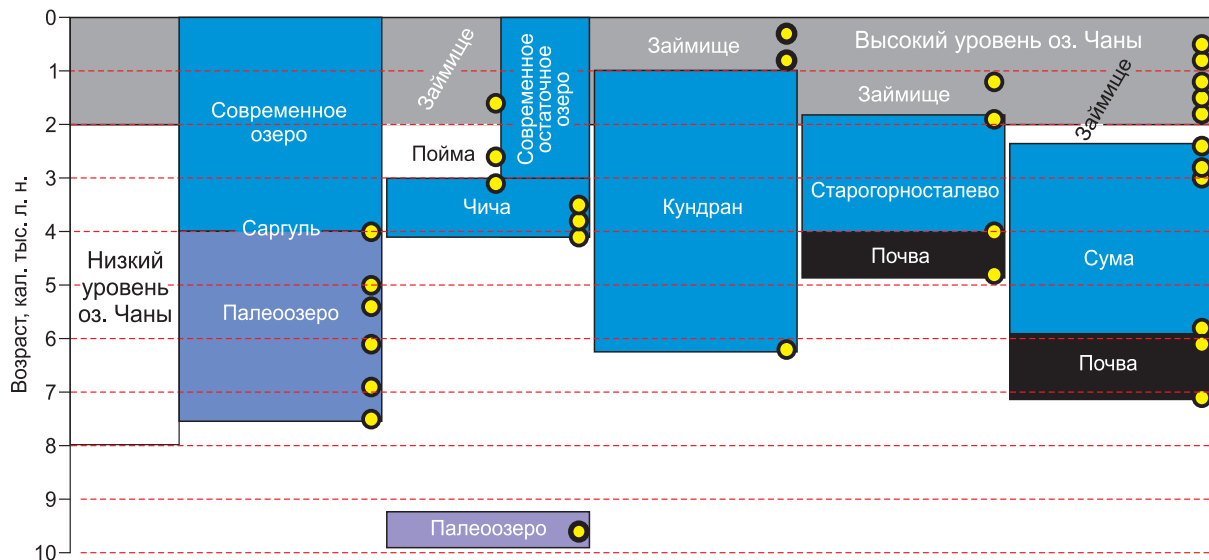 Возраст, кал. тыс. л. н.
0
1
2
3
4
5
6
7
8
9
10
Низкий
уровень
оз. Чаны
Современное
озеро
Саргуль
Палеоозеро
Займище
Пойма
Современное
остаточное
озеро
Чича
Палеоозеро
Займище
Кундран
Высокий уровень оз. Чаны
Займище
Старогорносталево
Почва
Займище
Сума
Почва